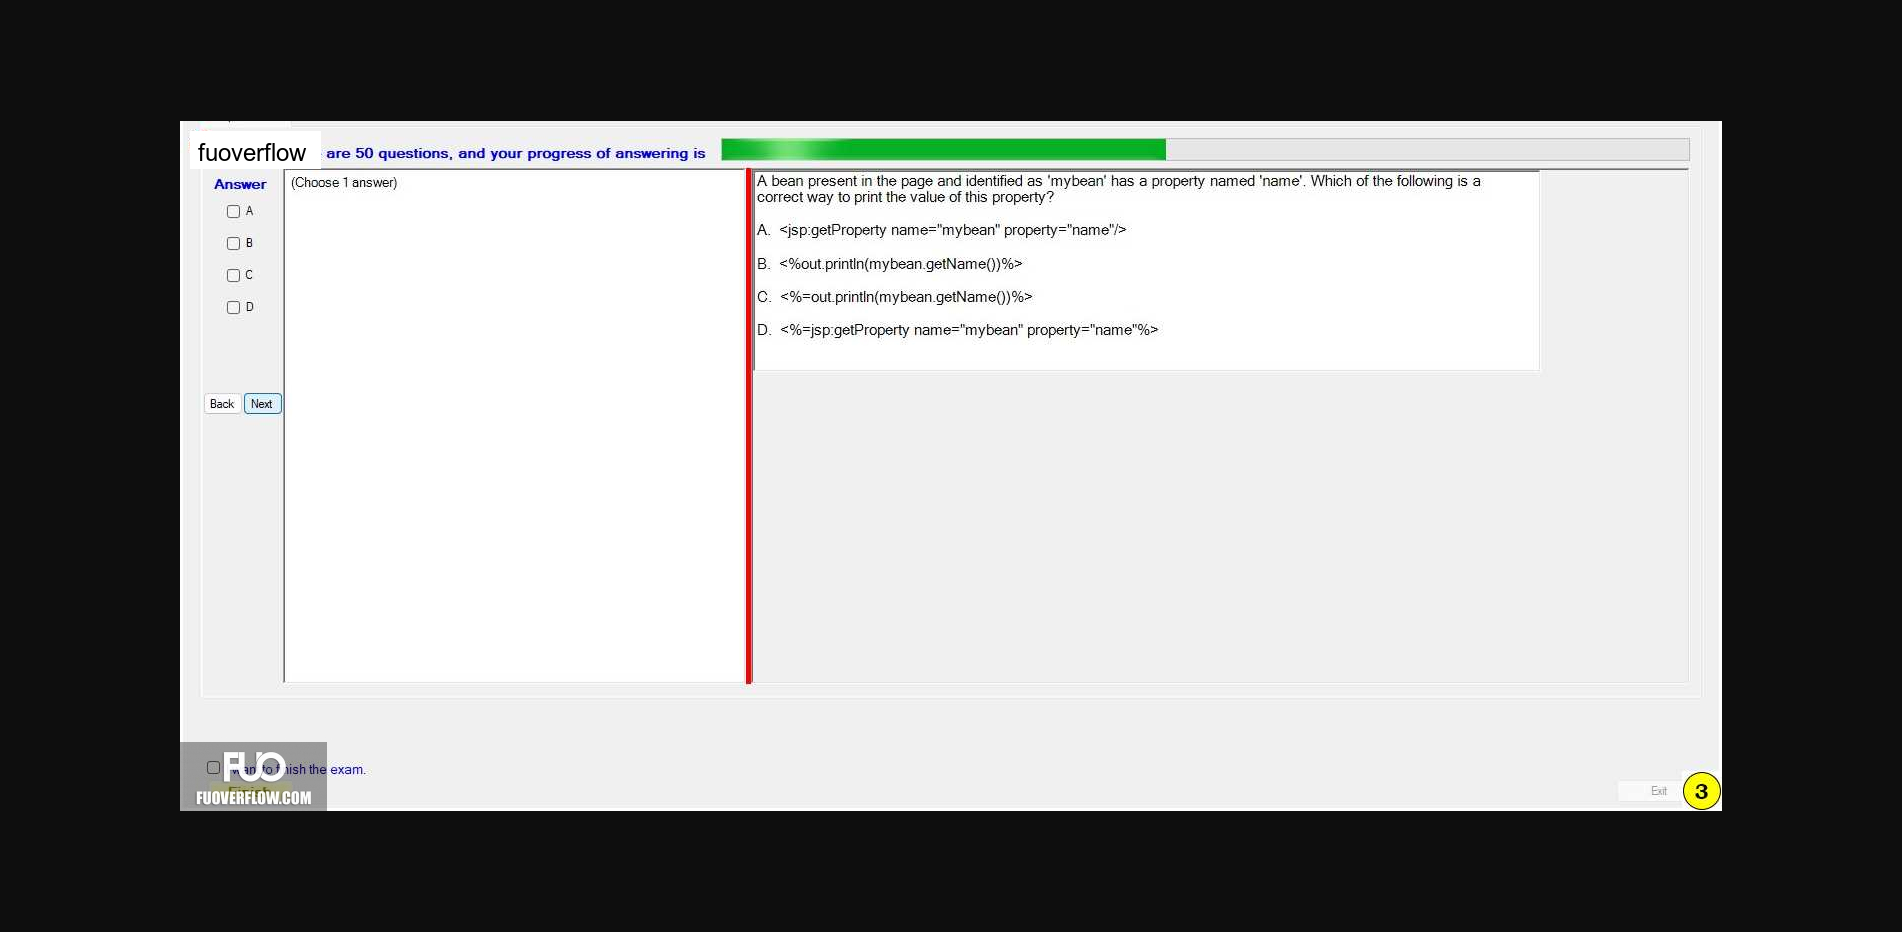 fuoverflow are 50 questions, and your progress of answering is
Answer
(Choose 1 answer)
A
B
C
D
Back Next
A bean present in the page and identified as 'mybean' has a property named 'name'. Which of the following is a
correct way to print the value of this property?
A. <jsp:getProperty name="mybean" property="name"/>
B. <%out.println(mybean.getName())%>
C. <%=out.println(mybean.getName())%>
D. <%=jsp:getProperty name="mybean" property="name"%>
FUO
want to finish the exam.
Finish
FUOVERFLOW.COM
Exit
3